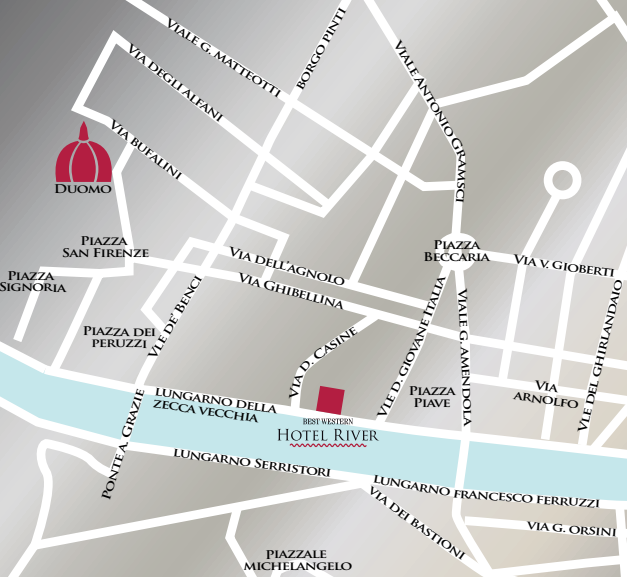 VIALE G. MATTEOTTI
BORGO PINTI
VIALE ANTONIO GRAMSCI
VIA DEGLI ALFANI
VIA BUFALINI
DUOMO
PIAZZA
SAN FIRENZE
PIAZZA
SIGNORIA
VIA DELL'AGNOLO
VIA GHIBELLINA
PIAZZA
BECCARIA
VIA V. GIOBERTI
PIAZZA DEI
PERUZZI
VLE DE' BENCI
VIA D. CASINE
VLE D. GIOVANE ITALIA
VIALE G. AMENDOLA
VLE DEL GHIRLANDAIO
PIAZZA
PIAVE
VIA
ARNOLFO
LUNGARNO DELLA
ZECCA VECCHIA
BEST WESTERN
HOTEL RIVER
PONTE A. GRAZIE
LUNGARNO SERRISTORI
LUNGARNO FRANCESCO FERRUZZI
VIA DEI BASTIONI
VIA G. ORSINI
PIAZZALE
MICHELANGELO